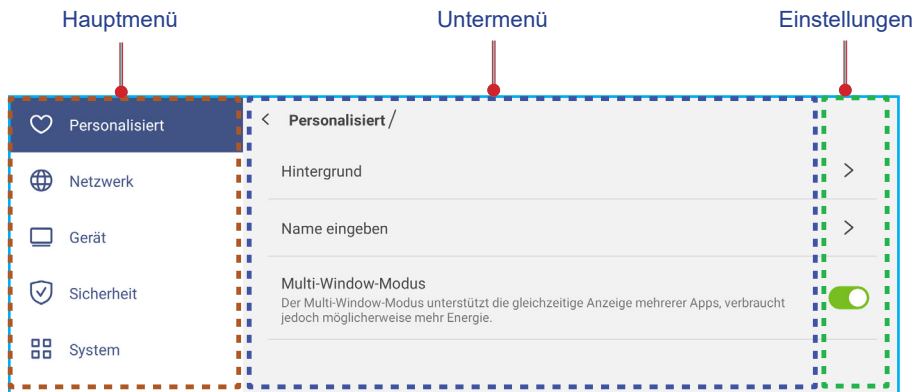 Hauptmenü
Untermenü
Einstellungen
Personalisiert
Netzwerk
Gerät
Sicherheit
System
Personalisiert /
Hintergrund
Name eingeben
Multi-Window-Modus
Der Multi-Window-Modus unterstützt die gleichzeitige Anzeige mehrerer Apps, verbraucht
jedoch möglicherweise mehr Energie.